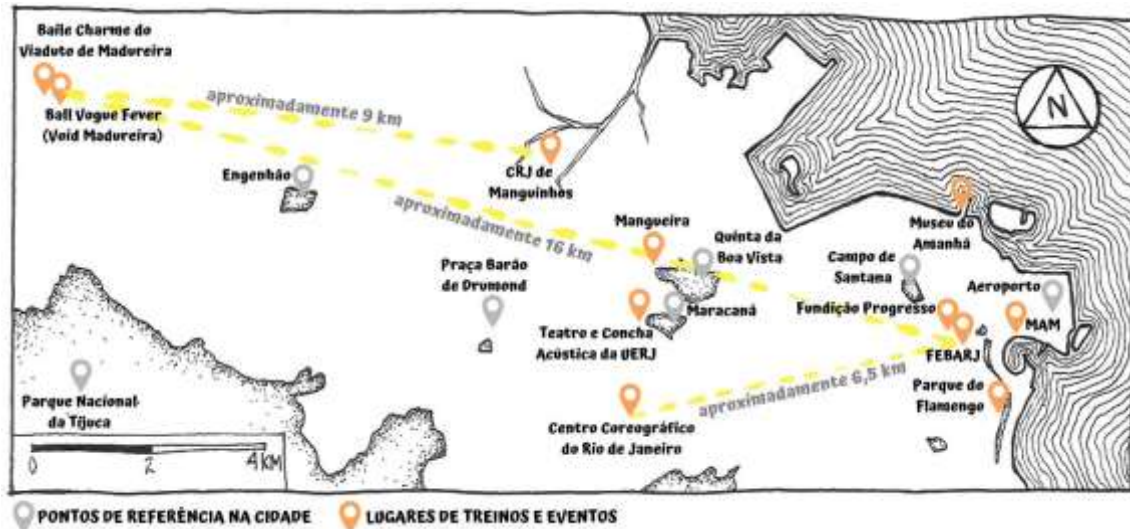 Baile Charme do
Viaduto de Madureira
Ball Vogue Fever
(Void Madureira)
aproximadamente 9 km
CRJ de
Manguinhos
Engenhão
aproximadamente 16 km
N
Museu do
Amanhã
Mangueira
Quinta da
Boa Vista
Campo de
Santana
Praça Barão
de Drumond
Aeroporto
Fundição Progresso
Maracanã
MAM
Teatro e Concha
Acústica da UERJ
FEBARJ
Parque Nacional
da Tijuca
aproximadamente 6,5 km
Parque do
Flamengo
Centro Coreográfico
do Rio de Janeiro
0 2 4 KM
PONTOS DE REFERÊNCIA NA CIDADE
LUGARES DE TREINOS E EVENTOS